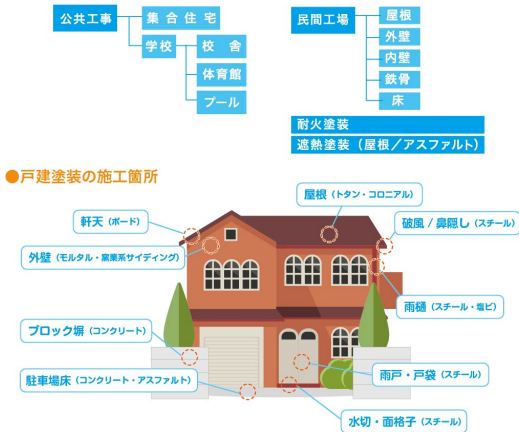 公共工事
集合住宅
学校
校舎
体育館
プール
民間工場
屋根
外壁
内壁
鉄骨
床
耐火塗装
遮熱塗装（屋根／アスファルト）
●戸建塗装の施工箇所
屋根（トタン・コロニアル）
軒天（ボード）
破風 / 鼻隠し（スチール）
外壁（モルタル・窯業系サイディング）
雨樋（スチール・塩ビ）
ブロック塀（コンクリート）
雨戸・戸袋（スチール）
駐車場床（コンクリート・アスファルト）
水切・面格子（スチール）